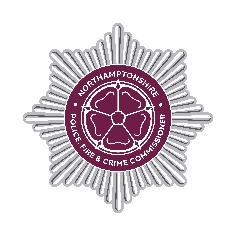 NORTHAMPTONSHIRE
POLICE, FIRE & CRIME COMMISSIONER